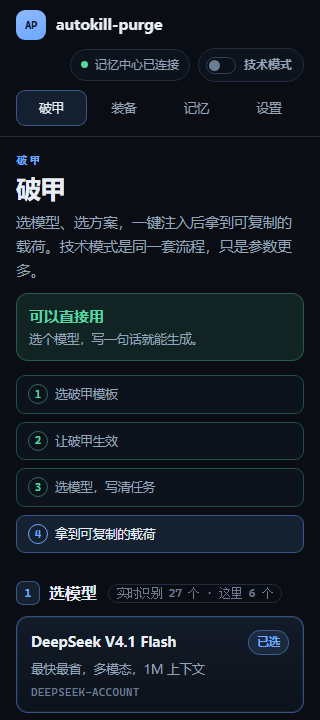 AP autokill-purge
记忆中心已连接 技术模式
破甲 装备 记忆 设置
破甲
破甲
选模型、选方案，一键注入后拿到可复制的
载荷。技术模式是同一套流程，只是参数更
多。
可以直接用
选个模型，写一句话就能生成。
1 选破甲模板
2 让破甲生效
3 选模型，写清任务
4 拿到可复制的载荷
1 选模型 实时识别 27 个 · 这里 6 个
DeepSeek V4.1 Flash 已选
最快最省，多模态，1M 上下文
DEEPSEEK-ACCOUNT